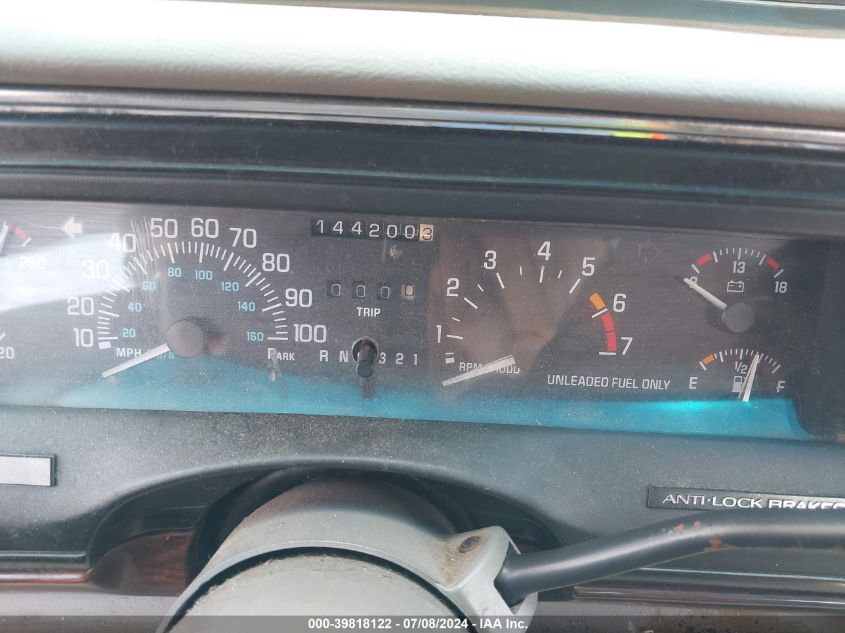 1442003
260
120
10 20 30 40 50 60 70 80 90 100
20 40 60 80 100 120 140 160
MPH
TRIP
0000
PARK R N 3 2 1
1 2 3 4 5 6 7
RPM
UNLEADED FUEL ONLY
13
18
E 1/2 F
ANTI-LOCK BRAKES
000-39818122 - 07/08/2024 - IAA Inc.